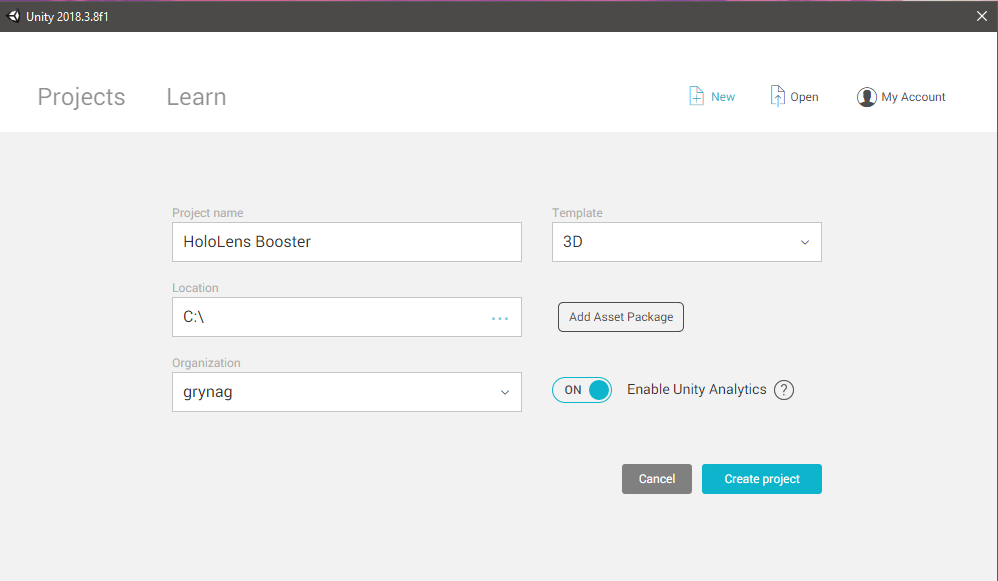 Unity 2018.3.8f1
Projects
Learn
New
Open
My Account
Project name
Template
HoloLens Booster
3D
Location
C:\
...
Add Asset Package
Organization
grynag
ON
Enable Unity Analytics
?
Cancel
Create project